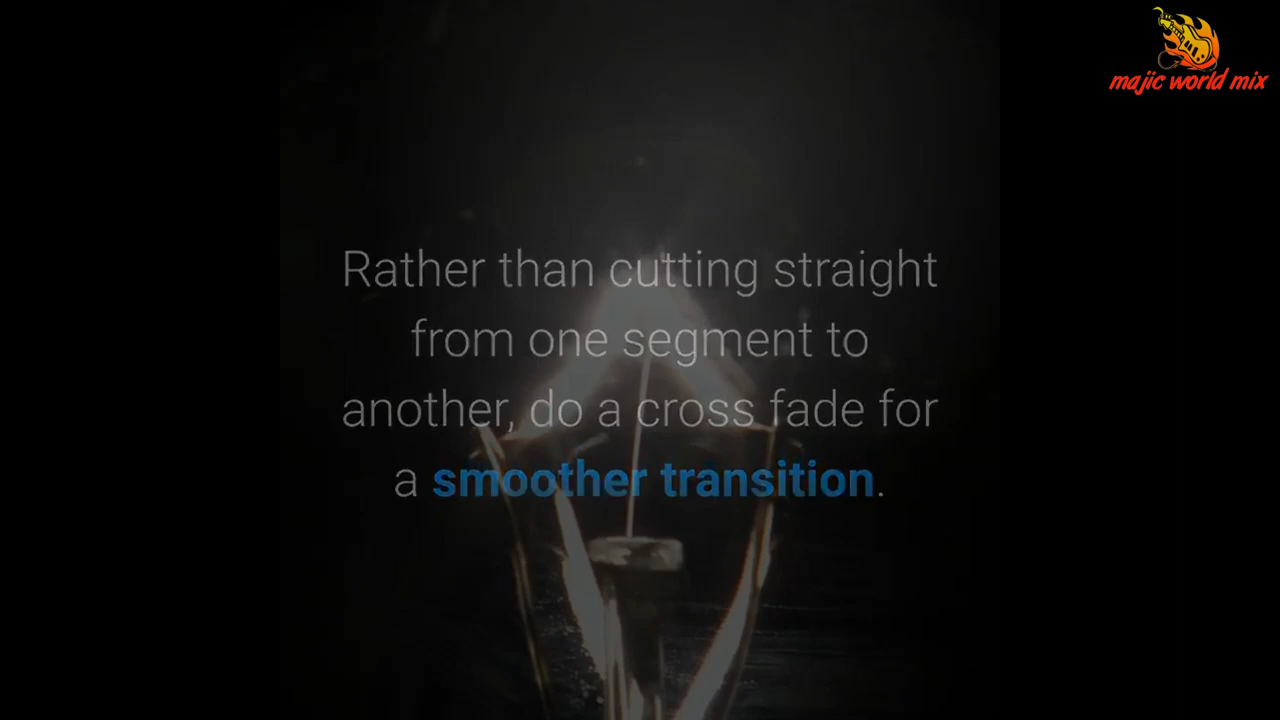 majic world mix
Rather than cutting straight
from one segment to
another, do a cross fade for
a smoother transition.